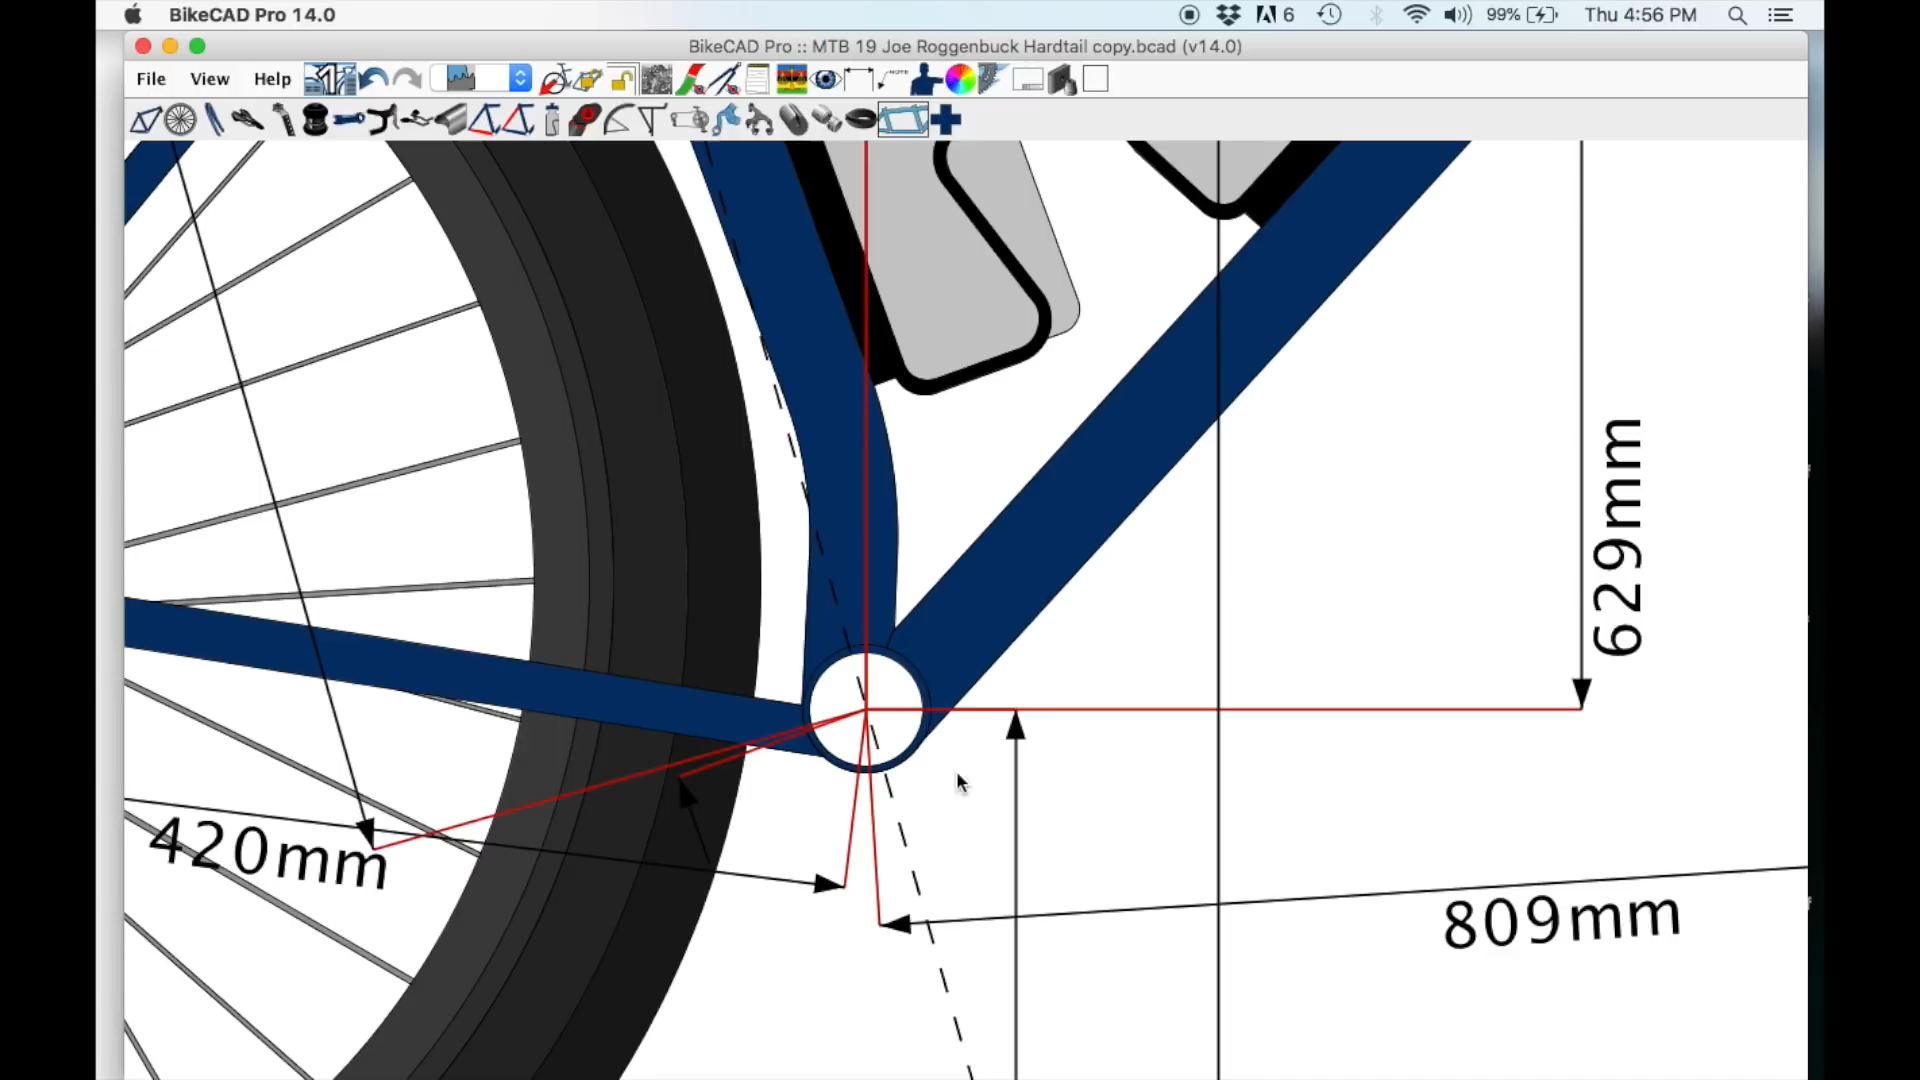 BikeCAD Pro 14.0
6
99%
Thu 4:56 PM
BikeCAD Pro :: MTB 19 Joe Roggenbuck Hardtail copy.bcad (v14.0)
File
View
Help
NOTE
629mm
420mm
809mm